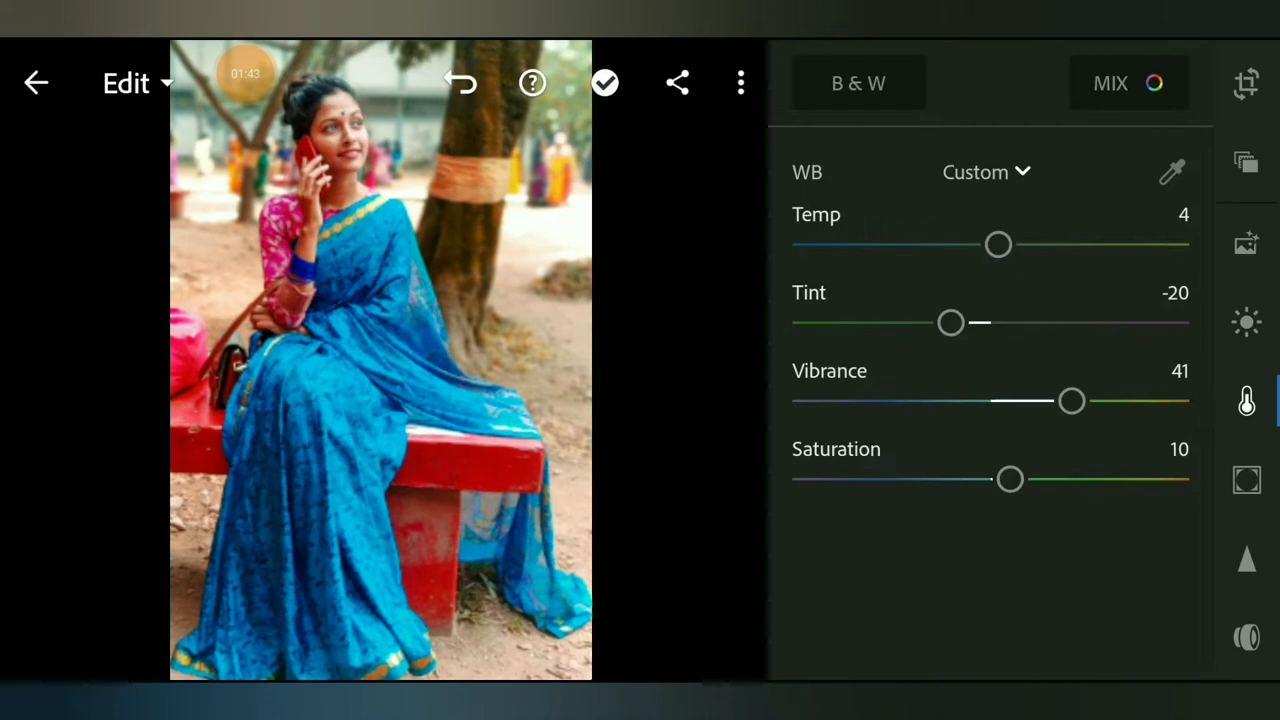 Edit
01:43
B & W
MIX
WB
Custom
Temp
4
Tint
-20
Vibrance
41
Saturation
10